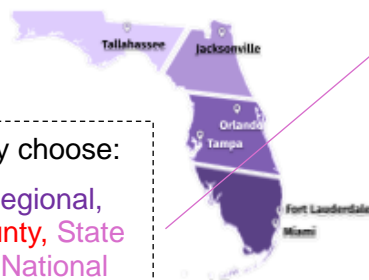 Tallahassee
Jacksonville
Orlando
Tampa
Fort Lauderdale
Miami
y choose:
egional,
unty, State
National